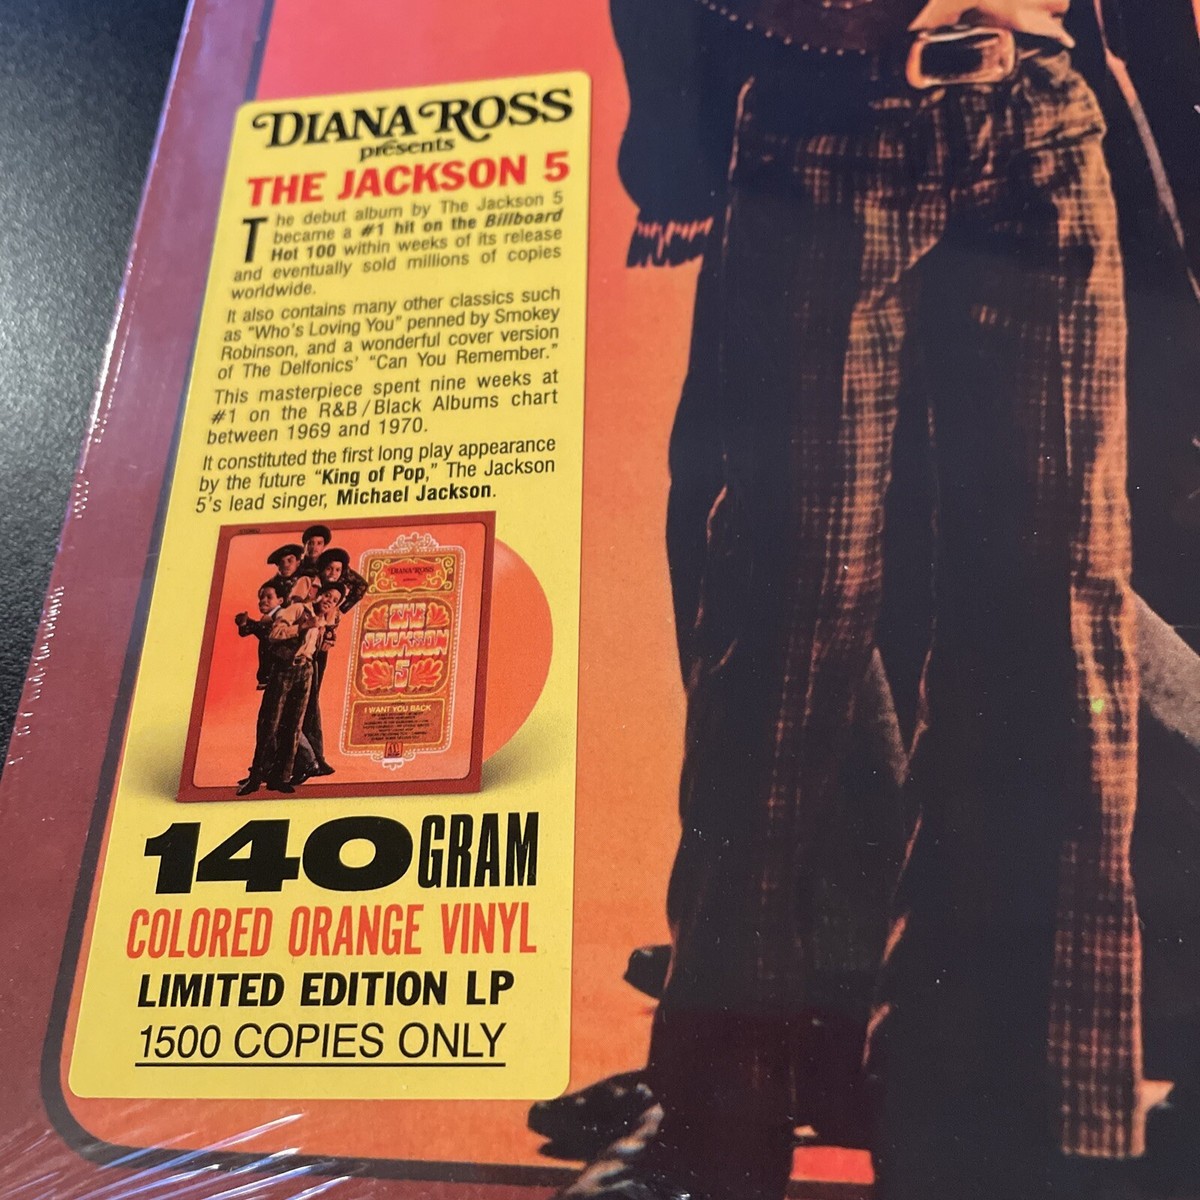 DIANA ROSS
presents
THE JACKSON 5
The debut album by The Jackson 5
became a #1 hit on the Billboard
Hot 100 within weeks of its release
and eventually sold millions of copies
worldwide.
It also contains many other classics such
as "Who's Loving You" penned by Smokey
Robinson, and a wonderful cover version
of The Delfonics' "Can You Remember."
This masterpiece spent nine weeks at
#1 on the R&B/Black Albums chart
between 1969 and 1970.
It constituted the first long play appearance
by the future "King of Pop," The Jackson
5's lead singer, Michael Jackson.
DIANA ROSS
THE
JACKSON
5
I WANT YOU BACK
140 GRAM
COLORED ORANGE VINYL
LIMITED EDITION LP
1500 COPIES ONLY